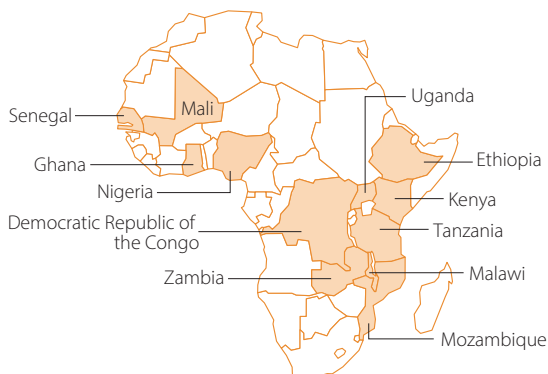 Uganda
Senegal
Mali
Ghana
Ethiopia
Nigeria
Kenya
Democratic Republic of
the Congo
Tanzania
Zambia
Malawi
Mozambique